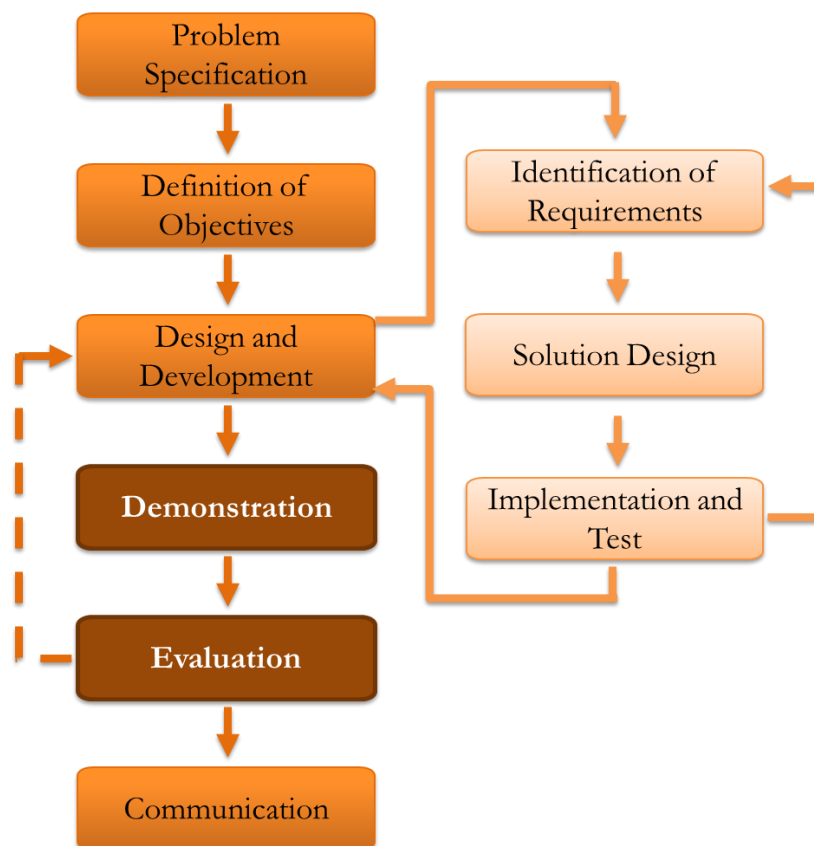 Problem
Specification
Definition of
Objectives
Design and
Development
Demonstration
Evaluation
Communication
Identification of
Requirements
Solution Design
Implementation and
Test